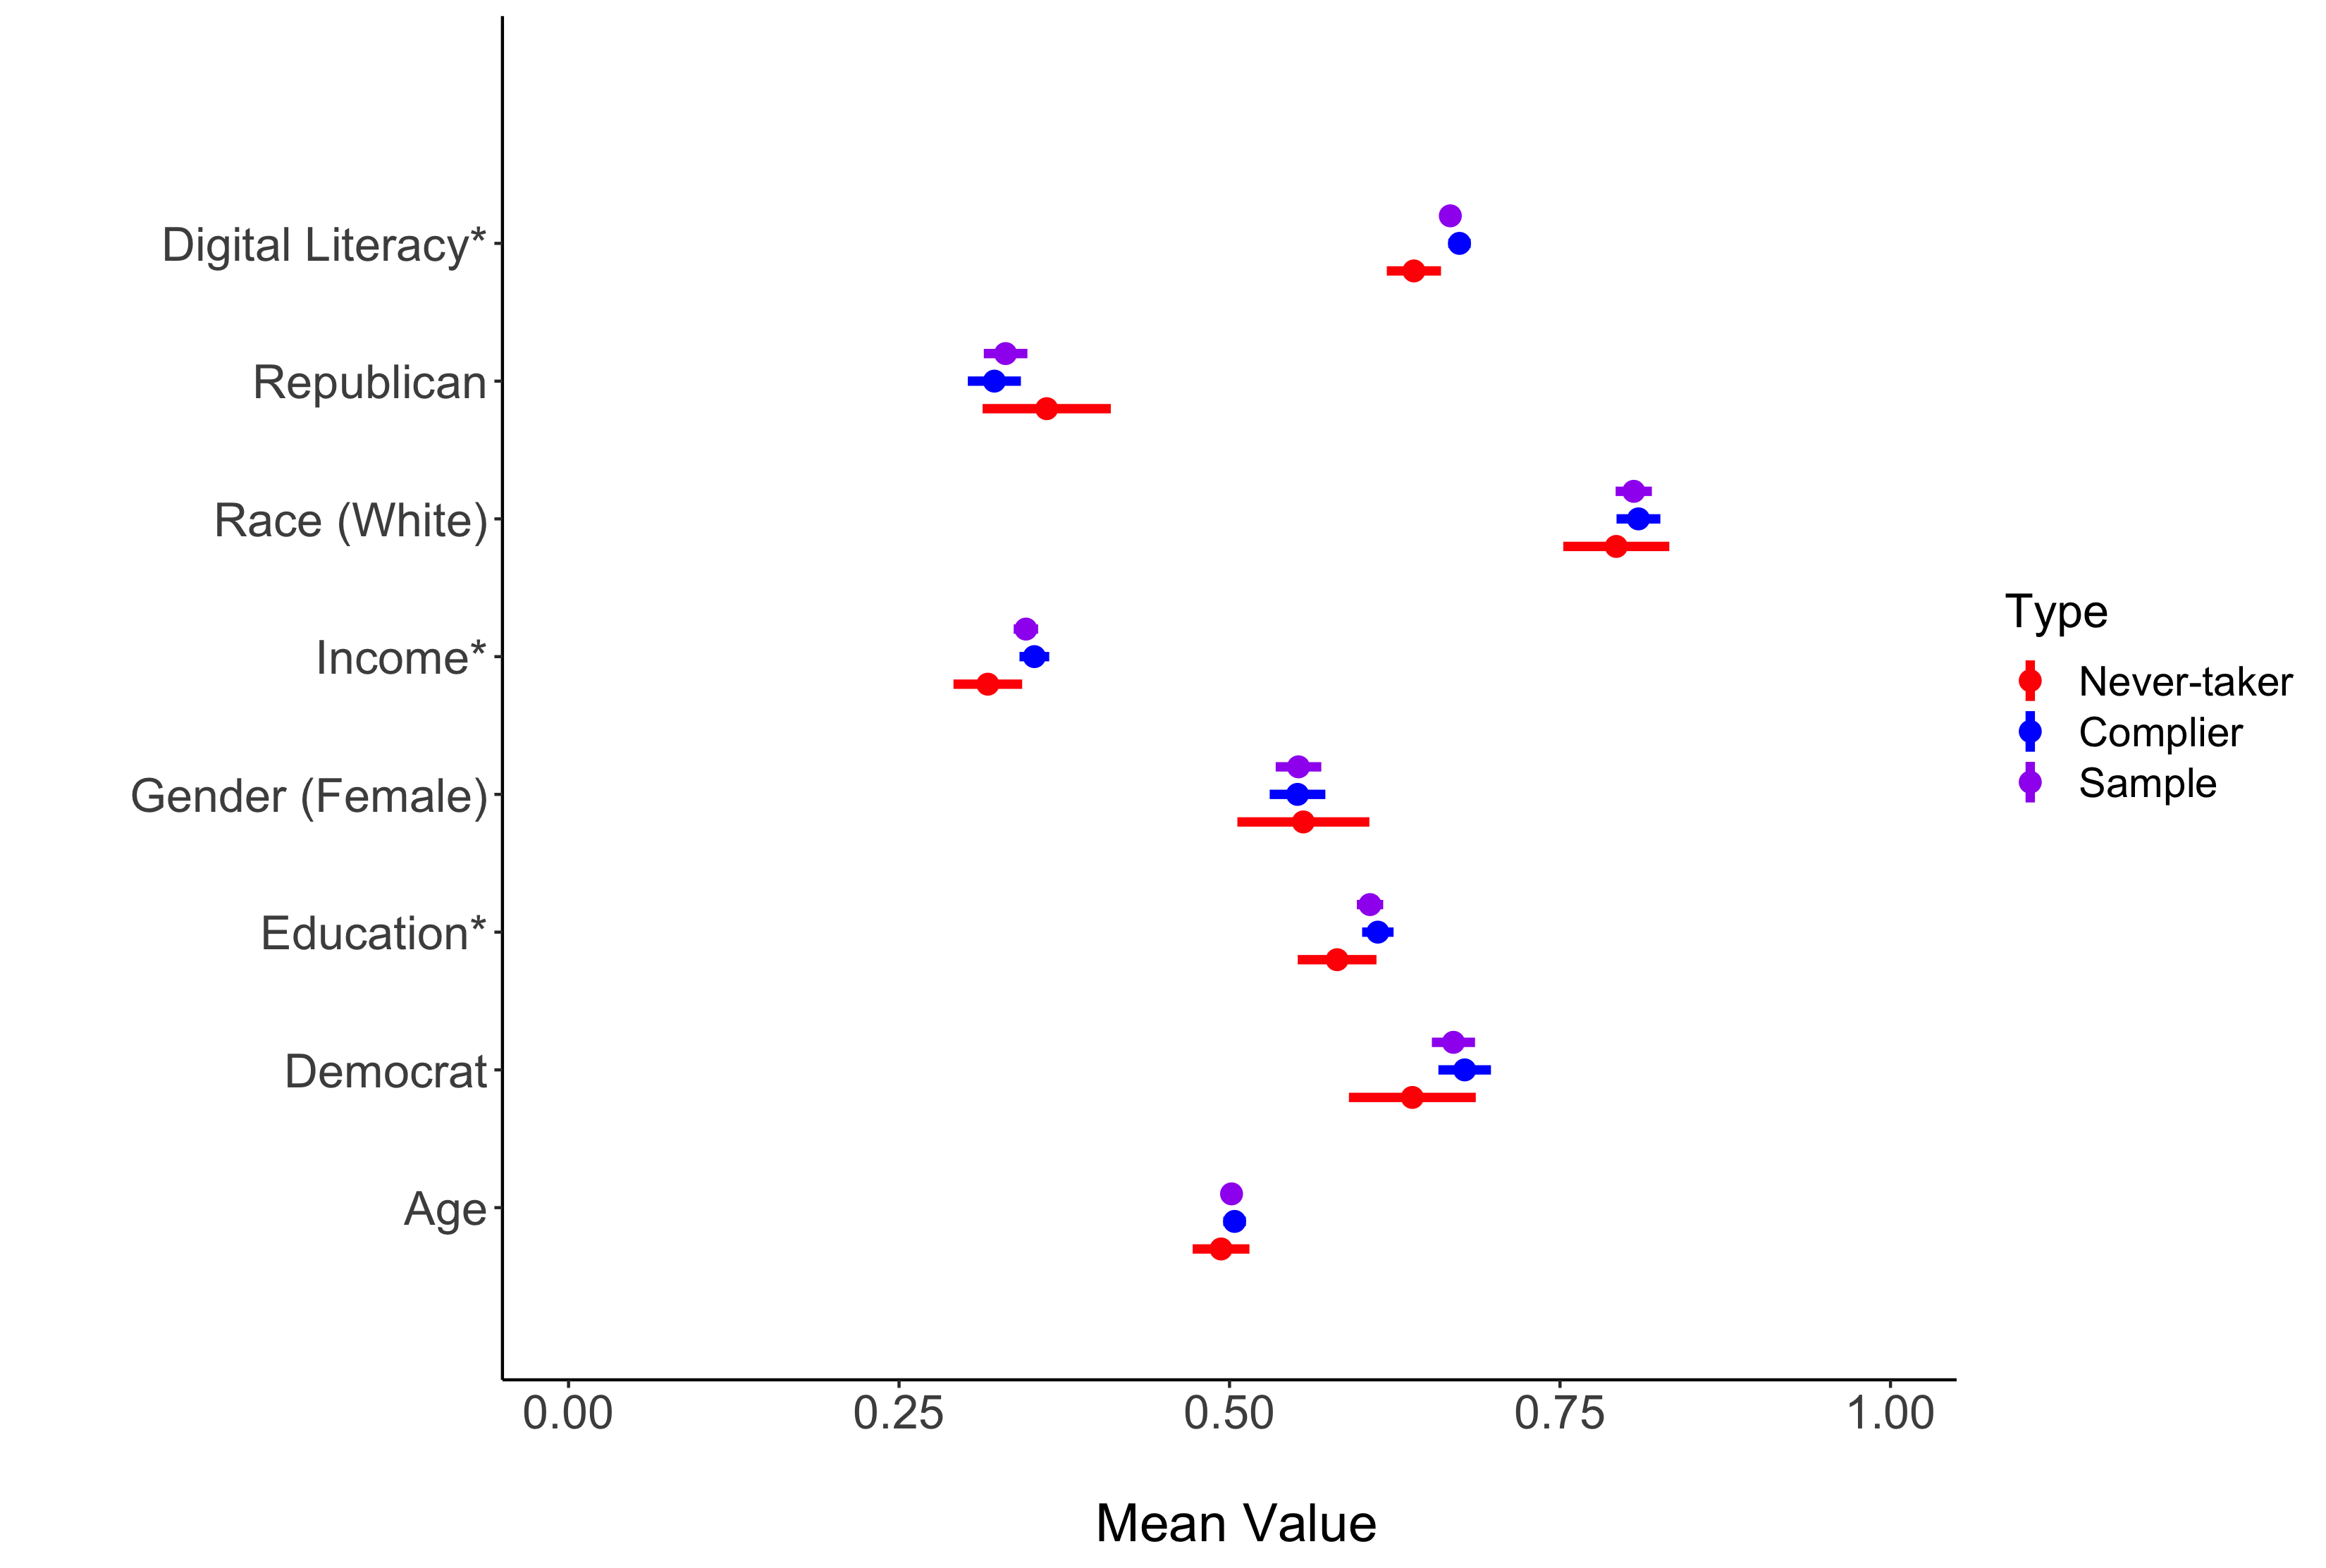 Digital Literacy*
Republican
Race (White)
Income*
Gender (Female)
Education*
Democrat
Age
0.00 0.25 0.50 0.75 1.00
Mean Value
Type
Never-taker
Complier
Sample